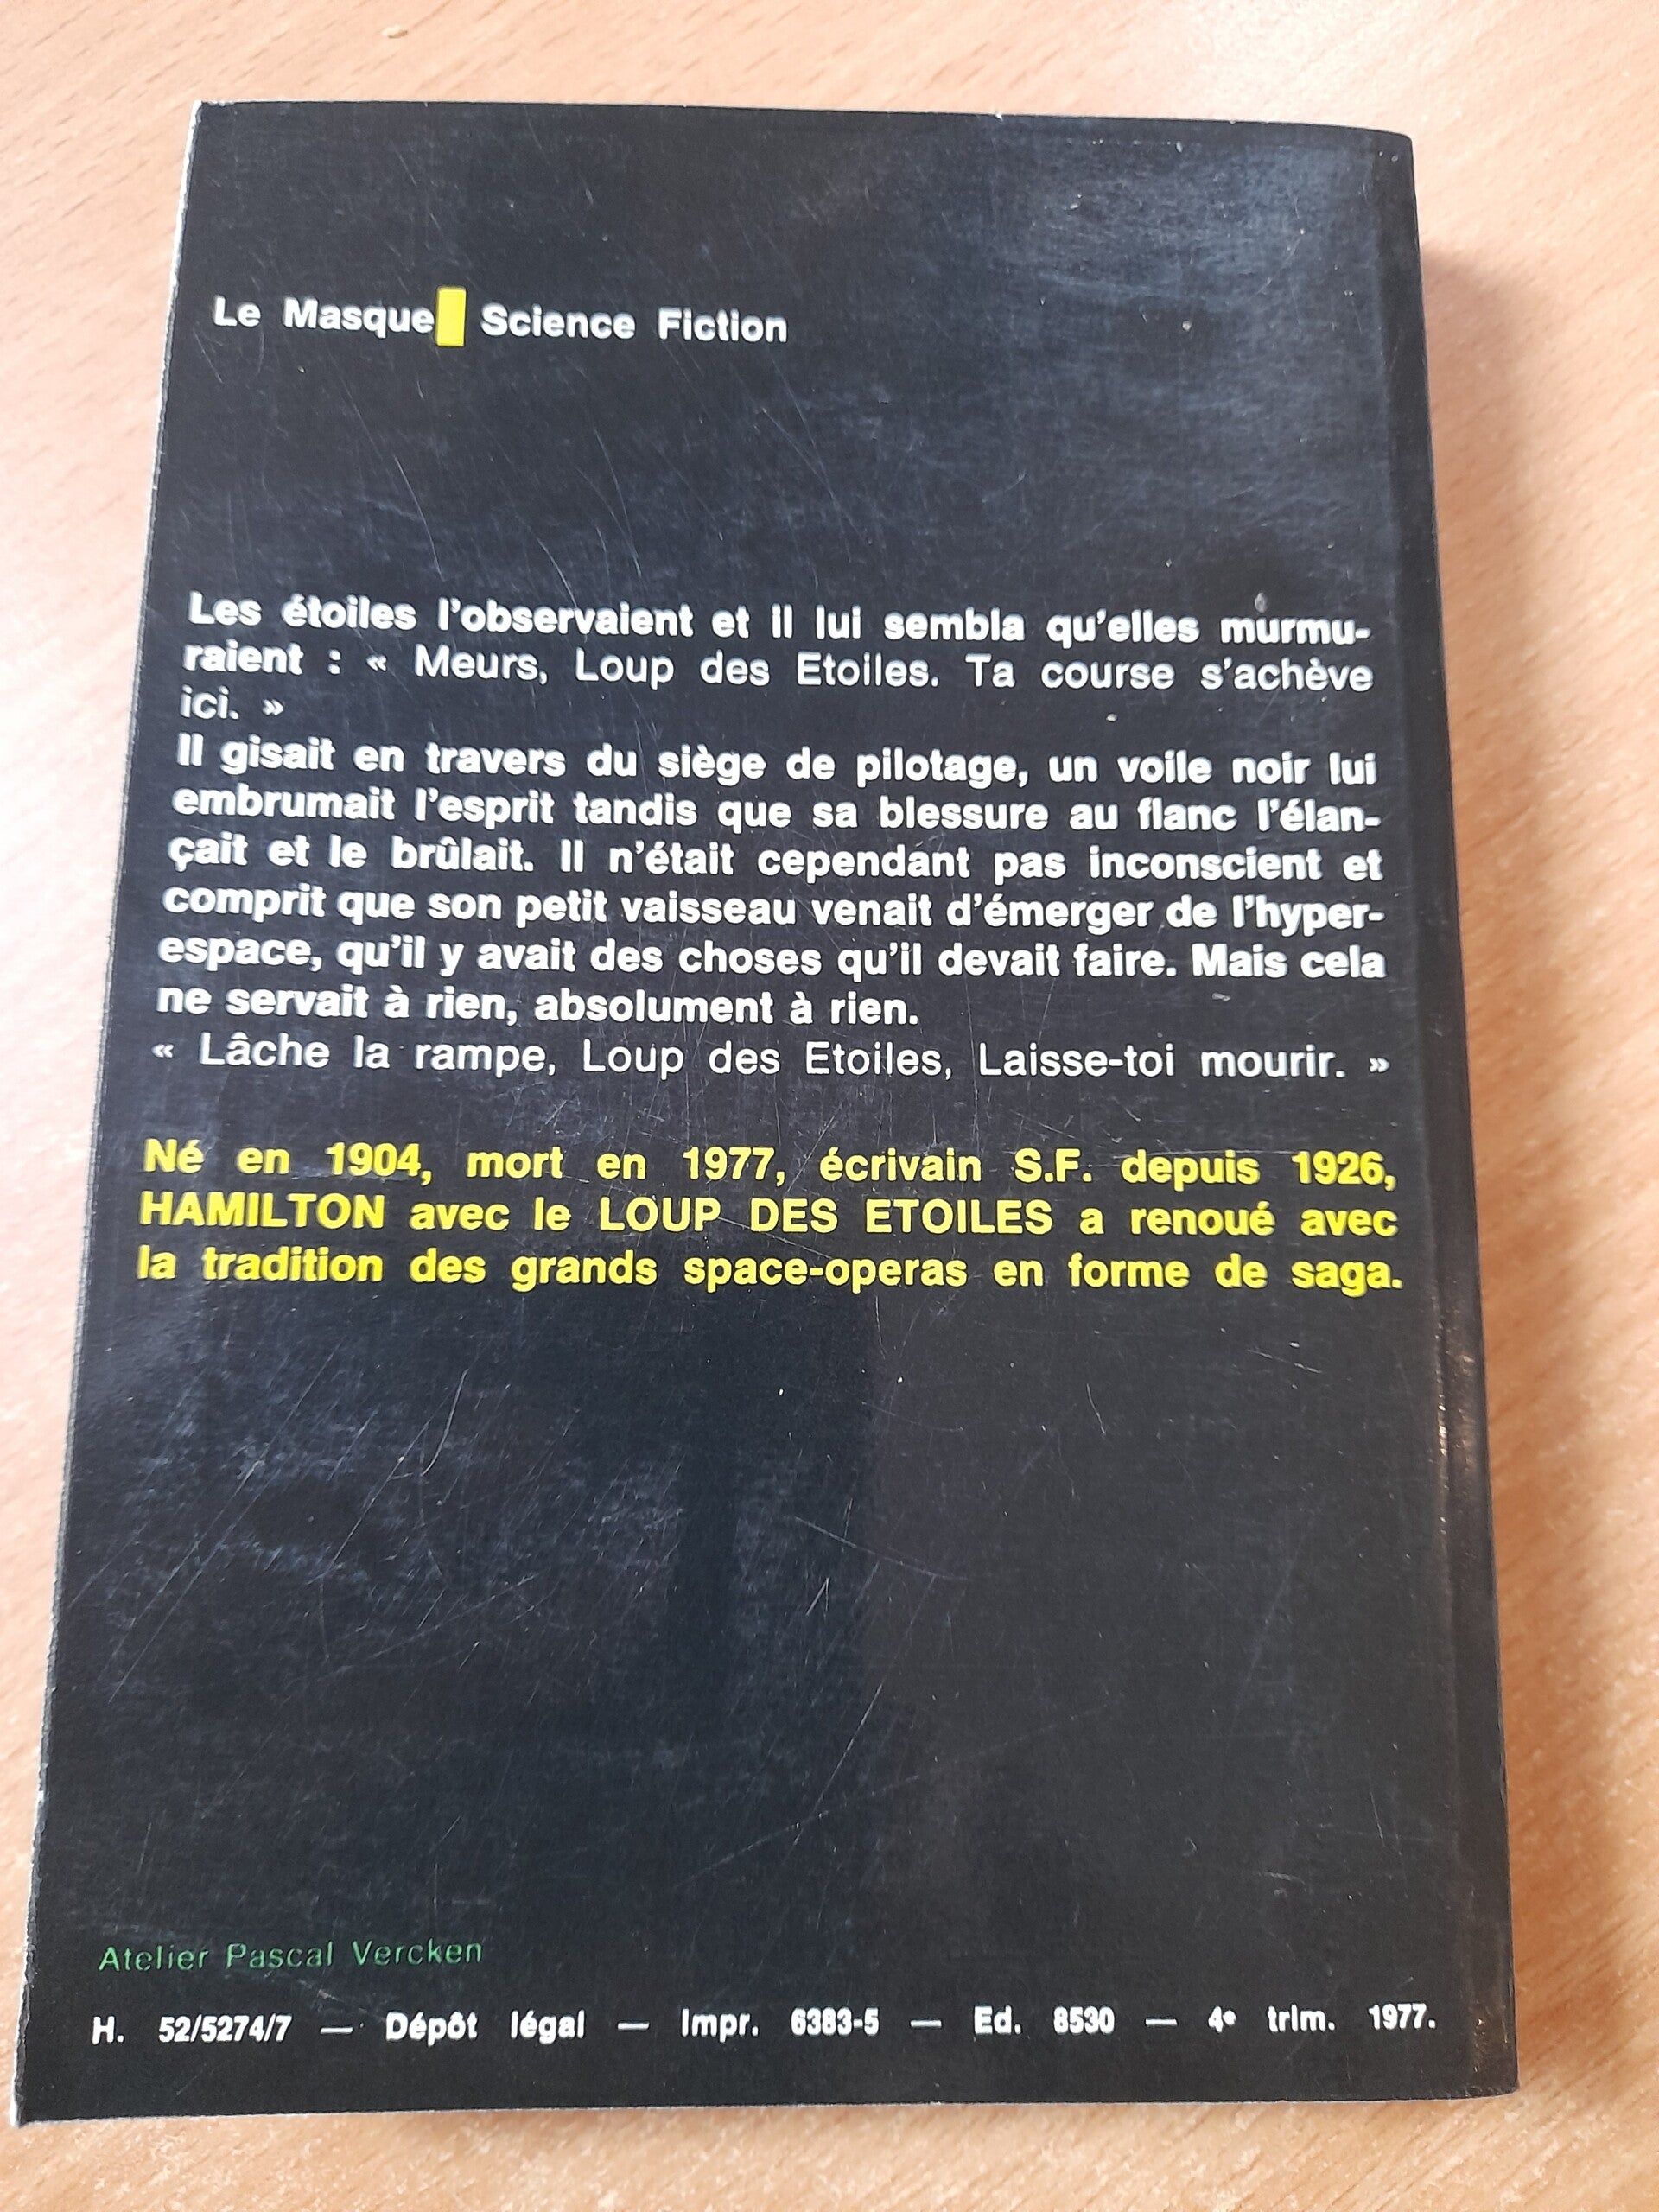 Le Masque Science Fiction
Les étoiles l'observaient et il lui sembla qu'elles murmu-
raient : « Meurs, Loup des Etoiles. Ta course s'achève
ici. »
Il gisait en travers du siège de pilotage, un voile noir lui
embrumait l'esprit tandis que sa blessure au flanc l'élan-
çait et le brûlait. Il n'était cependant pas inconscient et
comprit que son petit vaisseau venait d'émerger de l'hyper-
espace, qu'il y avait des choses qu'il devait faire. Mais cela
ne servait à rien, absolument à rien.
« Lâche la rampe, Loup des Etoiles, Laisse-toi mourir. »
Né en 1904, mort en 1977, écrivain S.F. depuis 1926,
HAMILTON avec le LOUP DES ETOILES a renoué avec
la tradition des grands space-operas en forme de saga.
Atelier Pascal Vercken
H. 52/5274/7 — Dépôt légal — Impr. 6383-5 — Ed. 8530 — 4e trim. 1977.